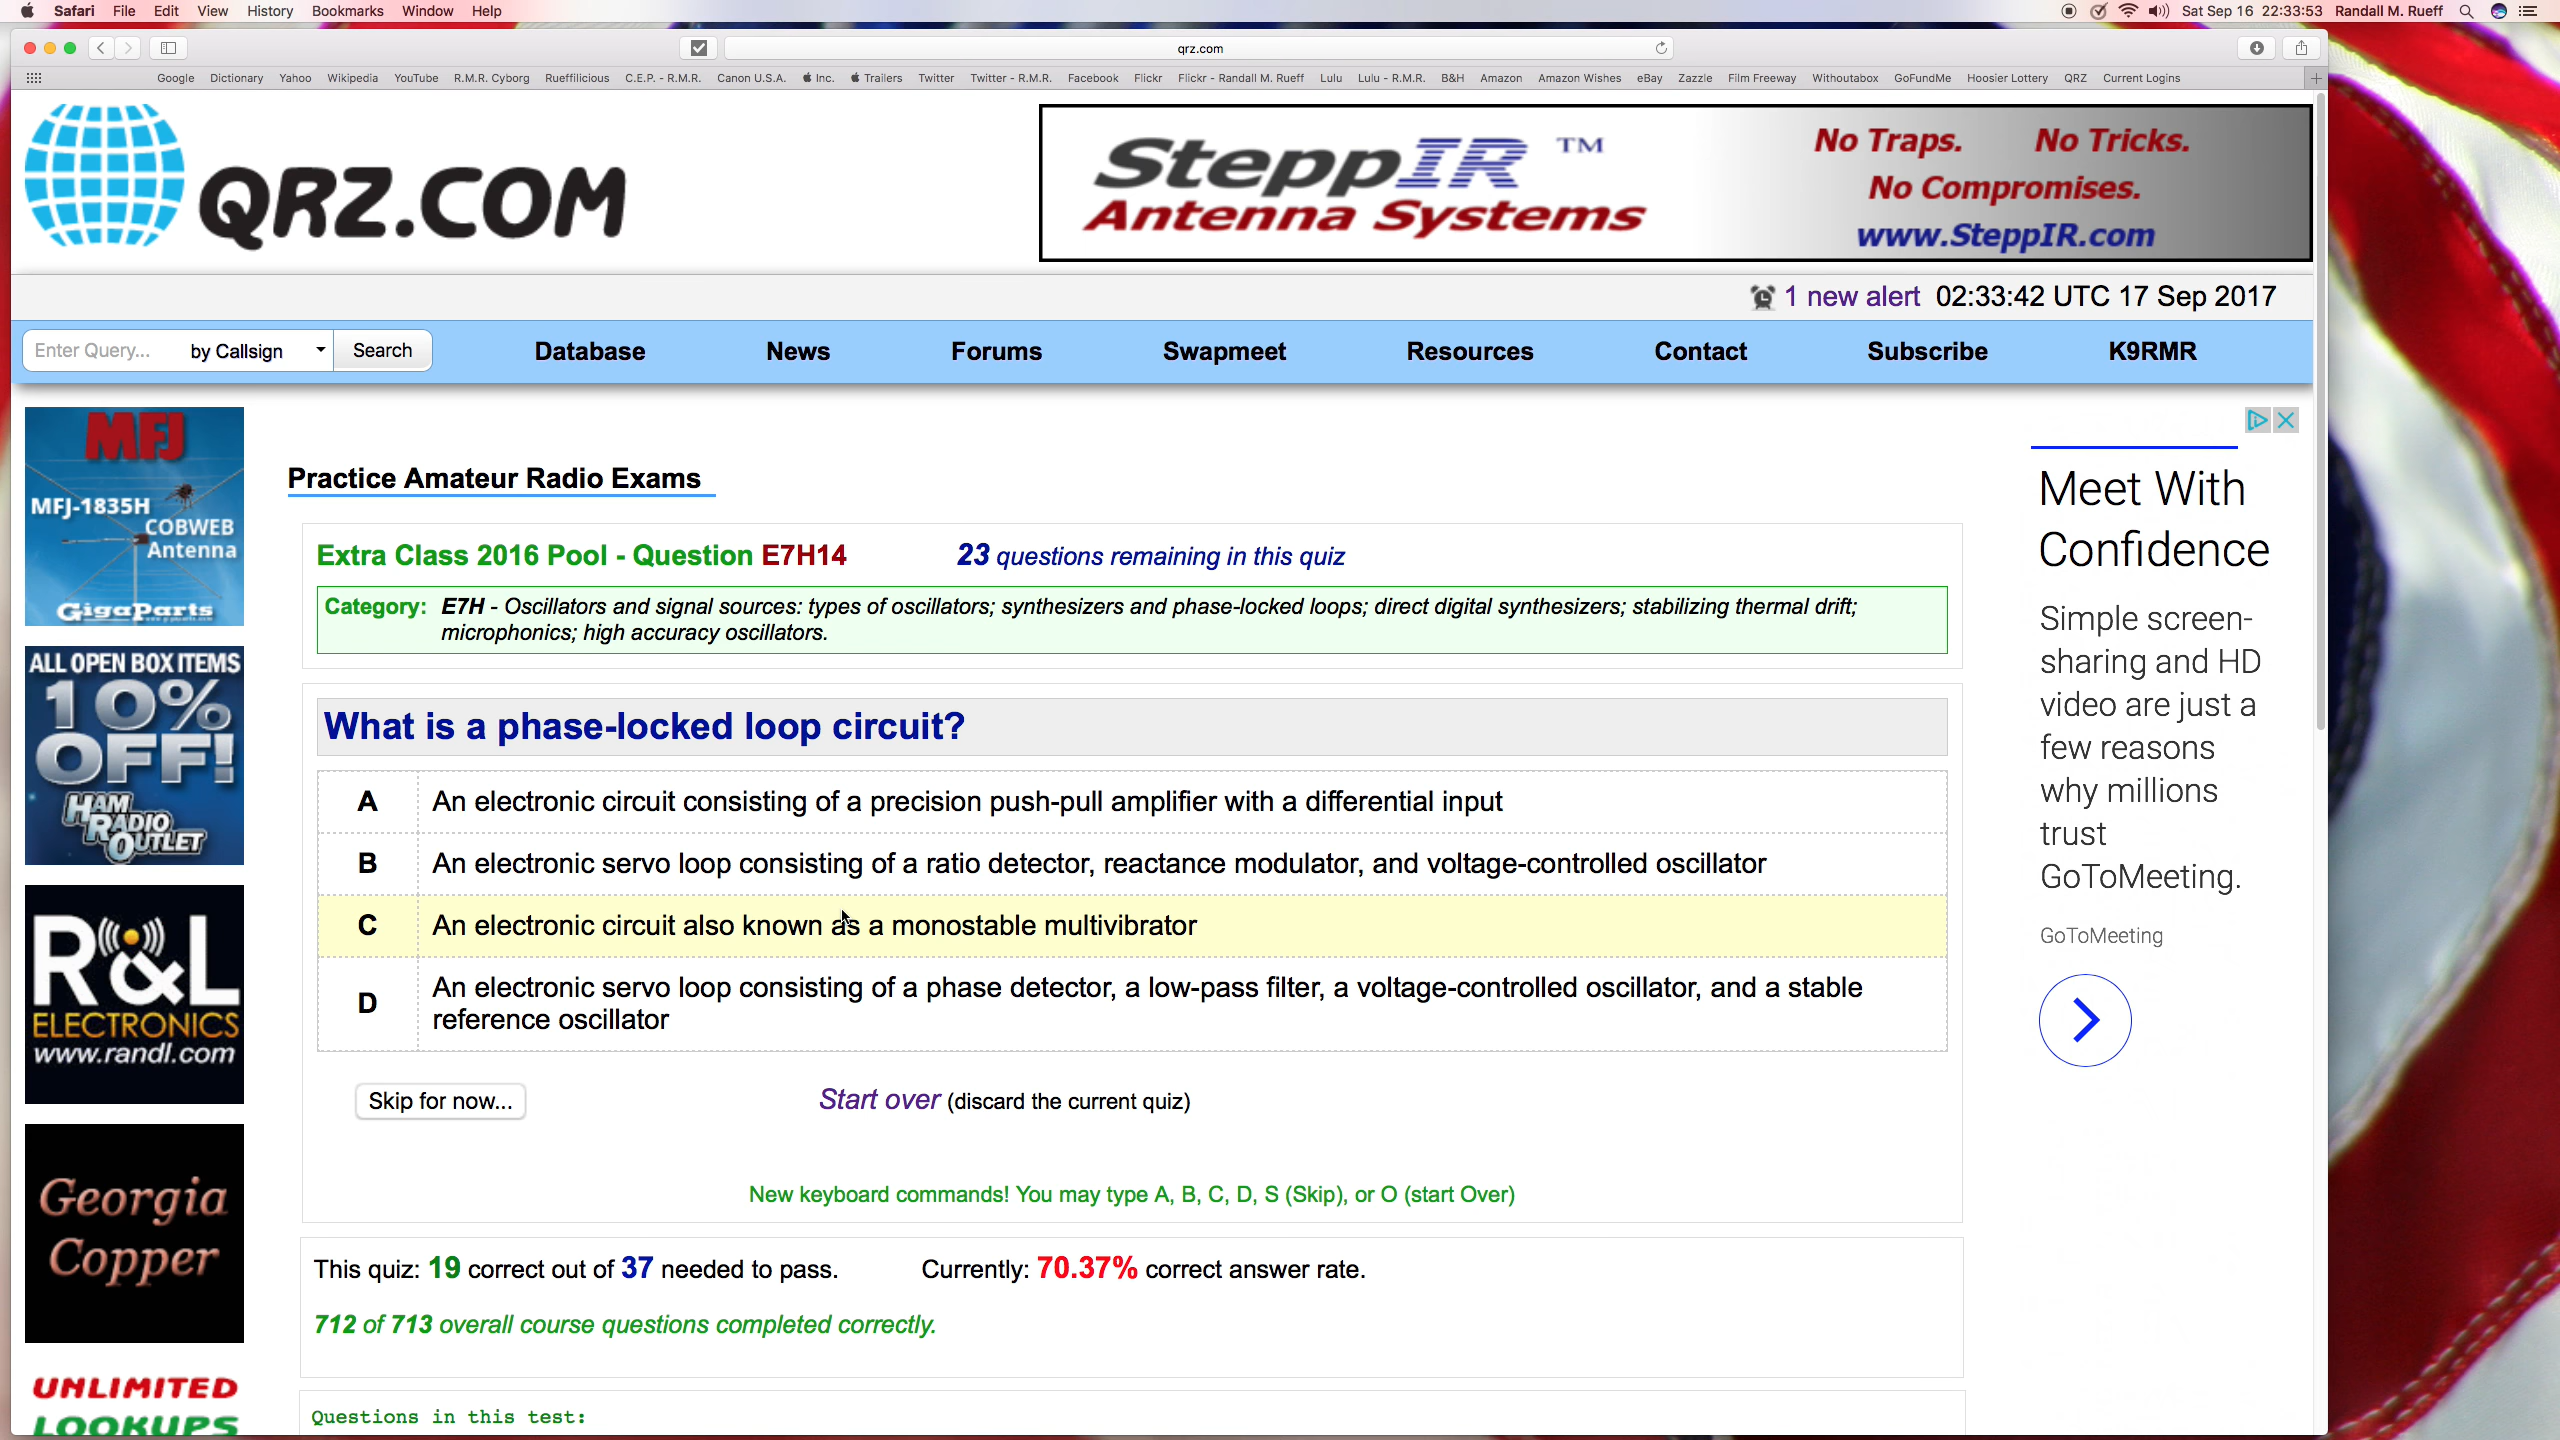 Safari File Edit View History Bookmarks Window Help Sat Sep 16 22:33:53 Randall M. Rueff
qrz.com
Google Dictionary Yahoo Wikipedia YouTube R.M.R. Cyborg Rueffilicious C.E.P. - R.M.R. Canon U.S.A. Inc. Trailers Twitter Twitter - R.M.R. Facebook Flickr Flickr - Randall M. Rueff Lulu Lulu - R.M.R. B&H Amazon Amazon Wishes eBay Zazzle Film Freeway Withoutabox GoFundMe Hoosier Lottery QRZ Current Logins
QRZ.COM
SteppIR TM
Antenna Systems
No Traps. No Tricks.
No Compromises.
www.SteppIR.com
1 new alert 02:33:42 UTC 17 Sep 2017
Enter Query... by Callsign Search Database News Forums Swapmeet Resources Contact Subscribe K9RMR
MFJ
MFJ-1835H
COBWEB
Antenna
GigaParts
ALL OPEN BOX ITEMS
10%
OFF!
HAM
RADIO
OUTLET
R&L
ELECTRONICS
www.randl.com
Georgia
Copper
UNLIMITED
LOOKUPS
Practice Amateur Radio Exams
Extra Class 2016 Pool - Question E7H14 23 questions remaining in this quiz
Category: E7H - Oscillators and signal sources: types of oscillators; synthesizers and phase-locked loops; direct digital synthesizers; stabilizing thermal drift;
microphonics; high accuracy oscillators.
What is a phase-locked loop circuit?
A An electronic circuit consisting of a precision push-pull amplifier with a differential input
B An electronic servo loop consisting of a ratio detector, reactance modulator, and voltage-controlled oscillator
C An electronic circuit also known as a monostable multivibrator
D An electronic servo loop consisting of a phase detector, a low-pass filter, a voltage-controlled oscillator, and a stable
reference oscillator
Skip for now... Start over (discard the current quiz)
New keyboard commands! You may type A, B, C, D, S (Skip), or O (start Over)
This quiz: 19 correct out of 37 needed to pass. Currently: 70.37% correct answer rate.
712 of 713 overall course questions completed correctly.
Questions in this test:
Meet With
Confidence
Simple screen-
sharing and HD
video are just a
few reasons
why millions
trust
GoToMeeting.
GoToMeeting